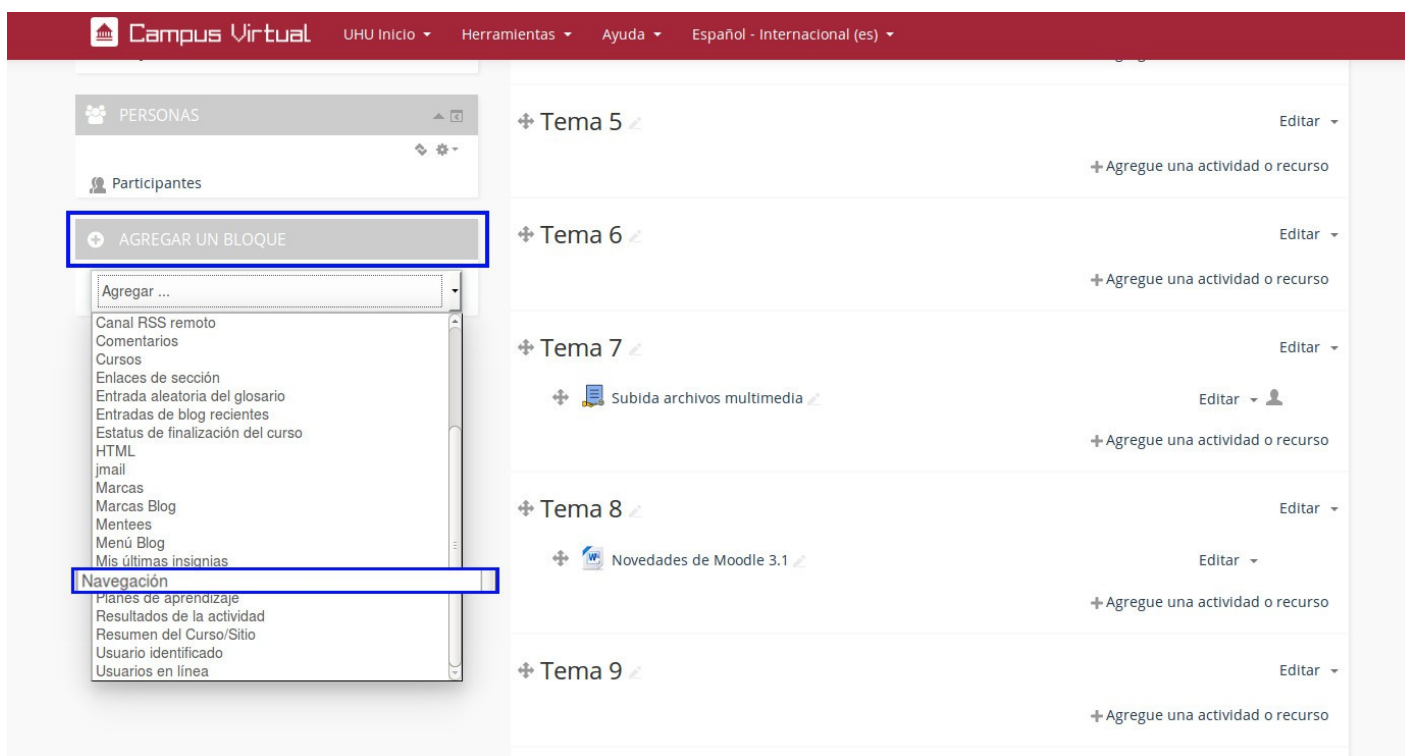 Campus Virtual UHU Inicio Herramientas Ayuda Español - Internacional (es)
PERSONAS
Participantes
AGREGAR UN BLOQUE
Agregar ...
Canal RSS remoto
Comentarios
Cursos
Enlaces de sección
Entrada aleatoria del glosario
Entradas de blog recientes
Estatus de finalización del curso
HTML
jmail
Marcas
Marcas Blog
Mentees
Menú Blog
Mis últimas insignias
Navegación
Planes de aprendizaje
Resultados de la actividad
Resumen del Curso/Sitio
Usuario identificado
Usuarios en línea
Tema 5 Editar
Agregue una actividad o recurso
Tema 6 Editar
Agregue una actividad o recurso
Tema 7 Editar
Subida archivos multimedia Editar
Agregue una actividad o recurso
Tema 8 Editar
Novedades de Moodle 3.1 Editar
Agregue una actividad o recurso
Tema 9 Editar
Agregue una actividad o recurso